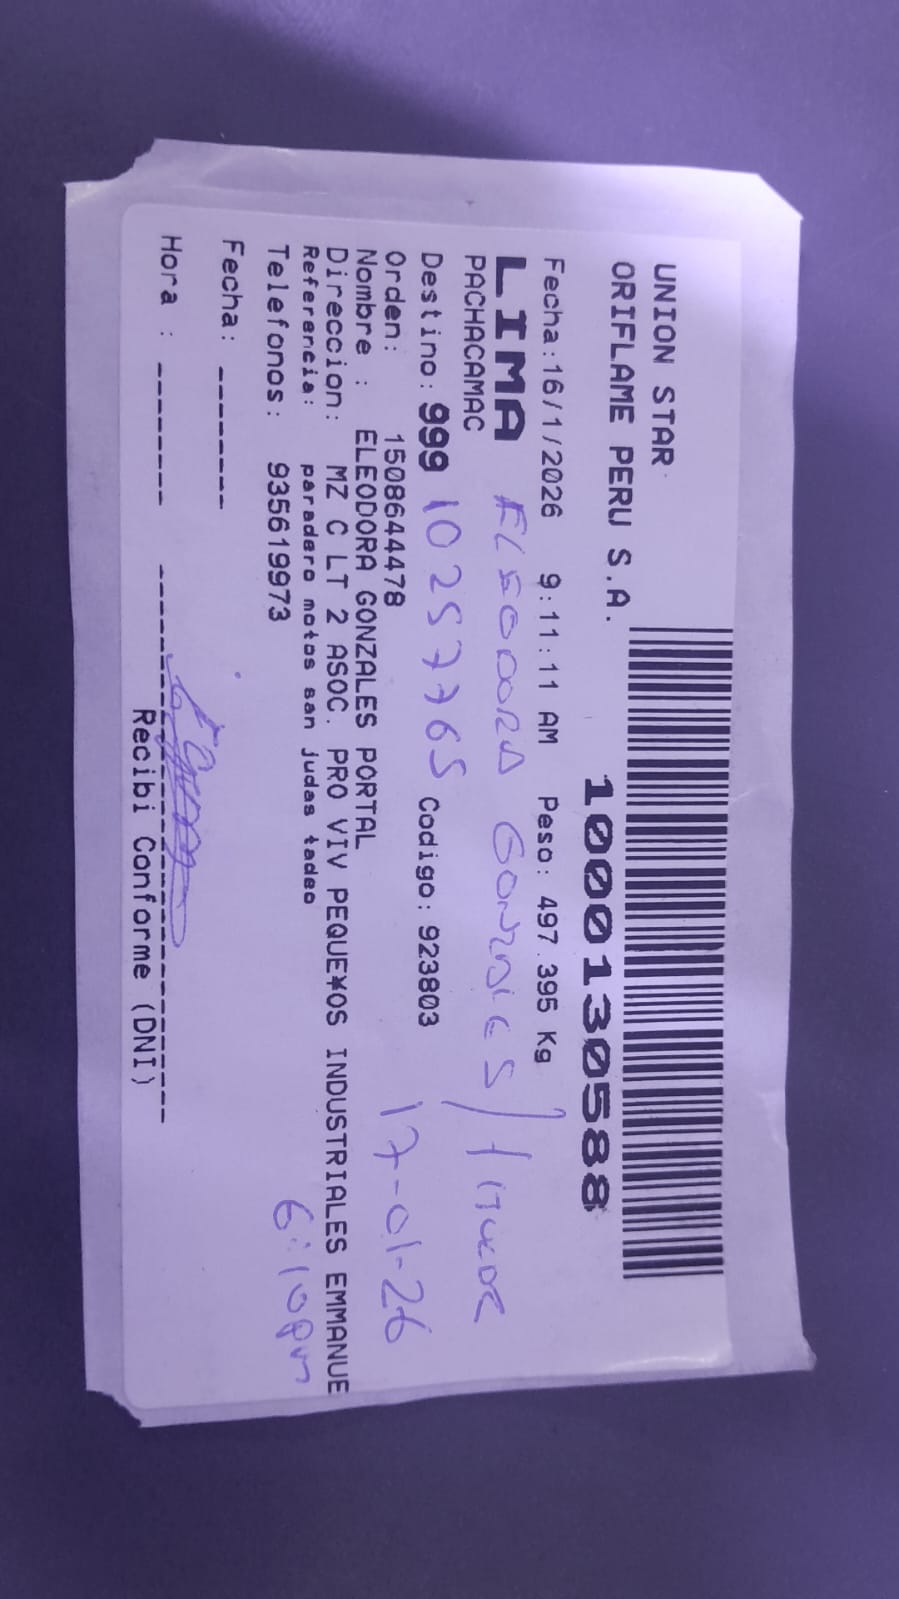 UNION STAR
ORIFLAME PERU S.A.
1000130588
Fecha:16/1/2026 9:11:11 AM Peso: 497.395 Kg
LIMA ELEODORA GONZALES /
PACHACAMAC
Destino: 999 10257765 Codigo: 923803
Orden: 1508644478 17-01-26
Nombre : ELEODORA GONZALES PORTAL
Direccion: MZ C LT 2 ASOC. PRO VIV PEQUE¥OS INDUSTRIALES EMMANUE
Referencia: paradero motos san judas tadeo
Telefonos: 935619973 6:10pm
Fecha: -------
Hora : -------
Recibi Conforme (DNI)